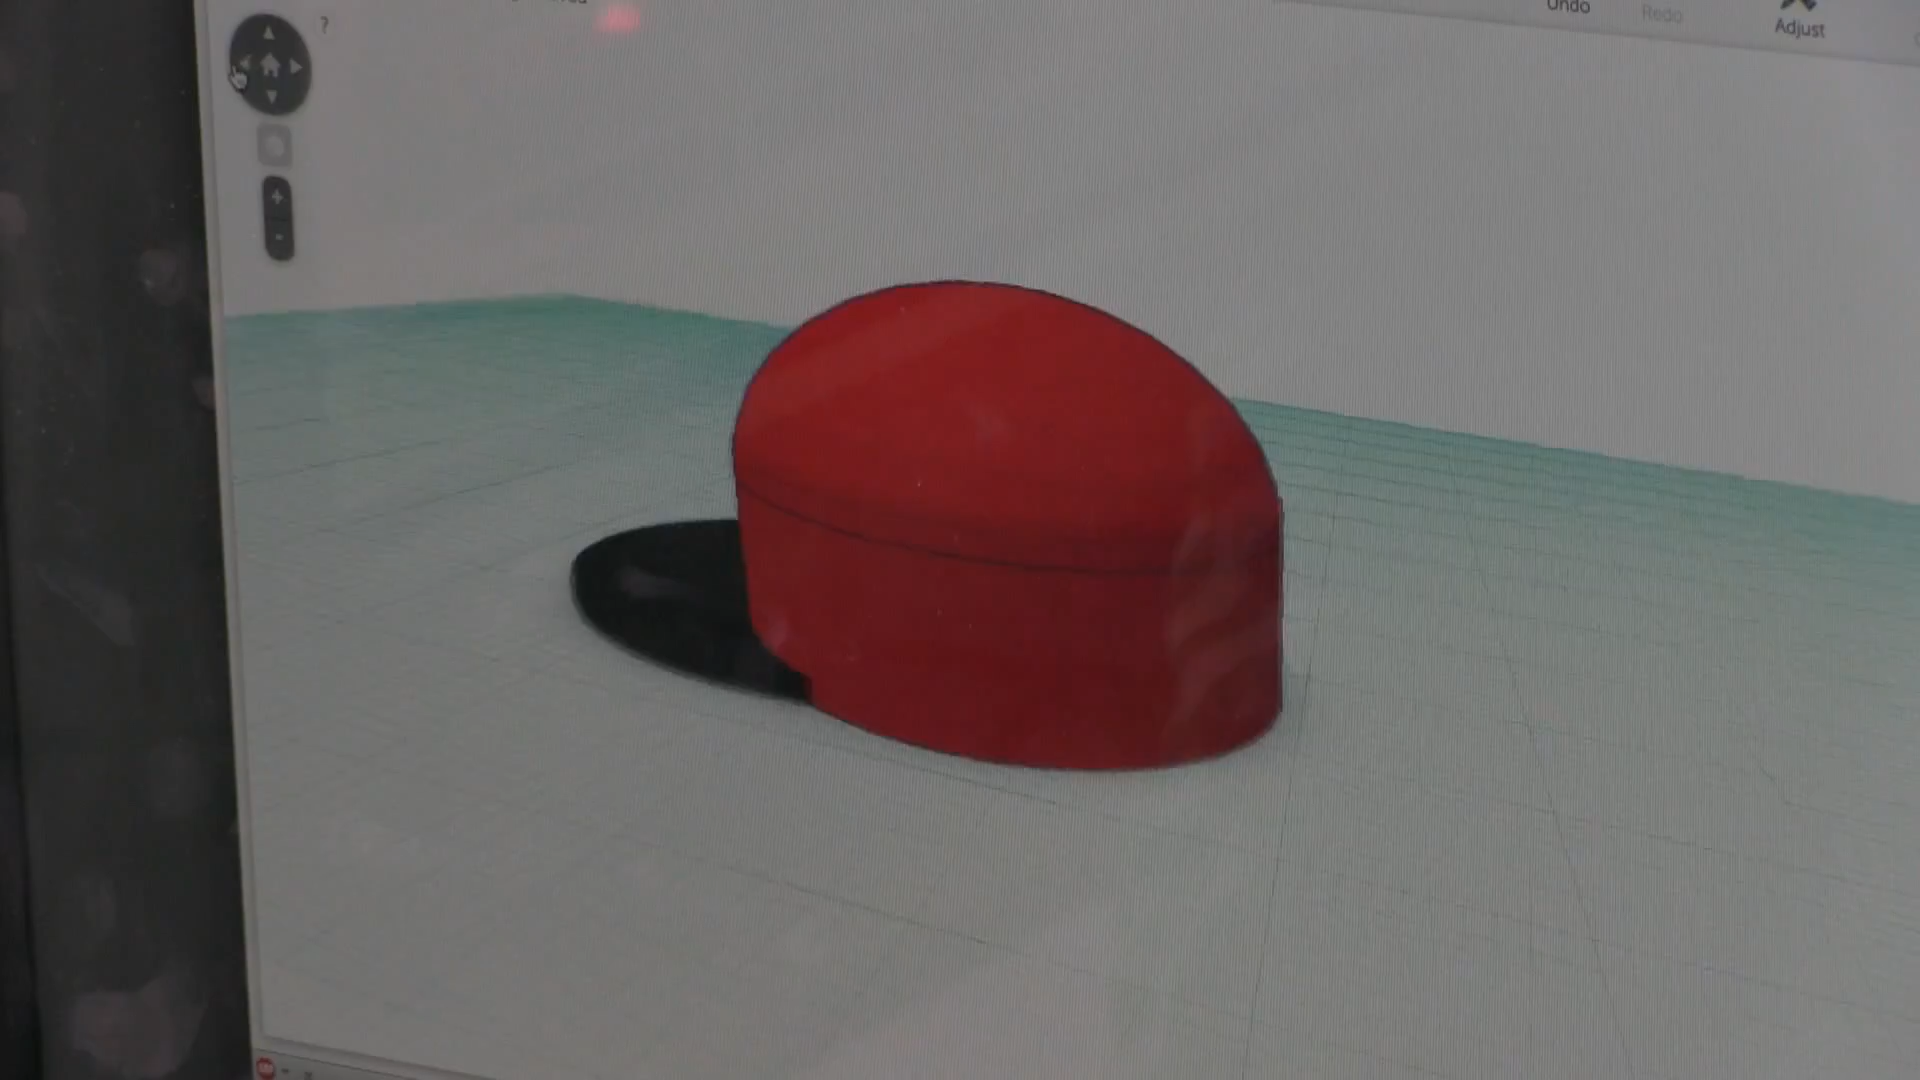 Undo
Redo
Adjust
?
+
-